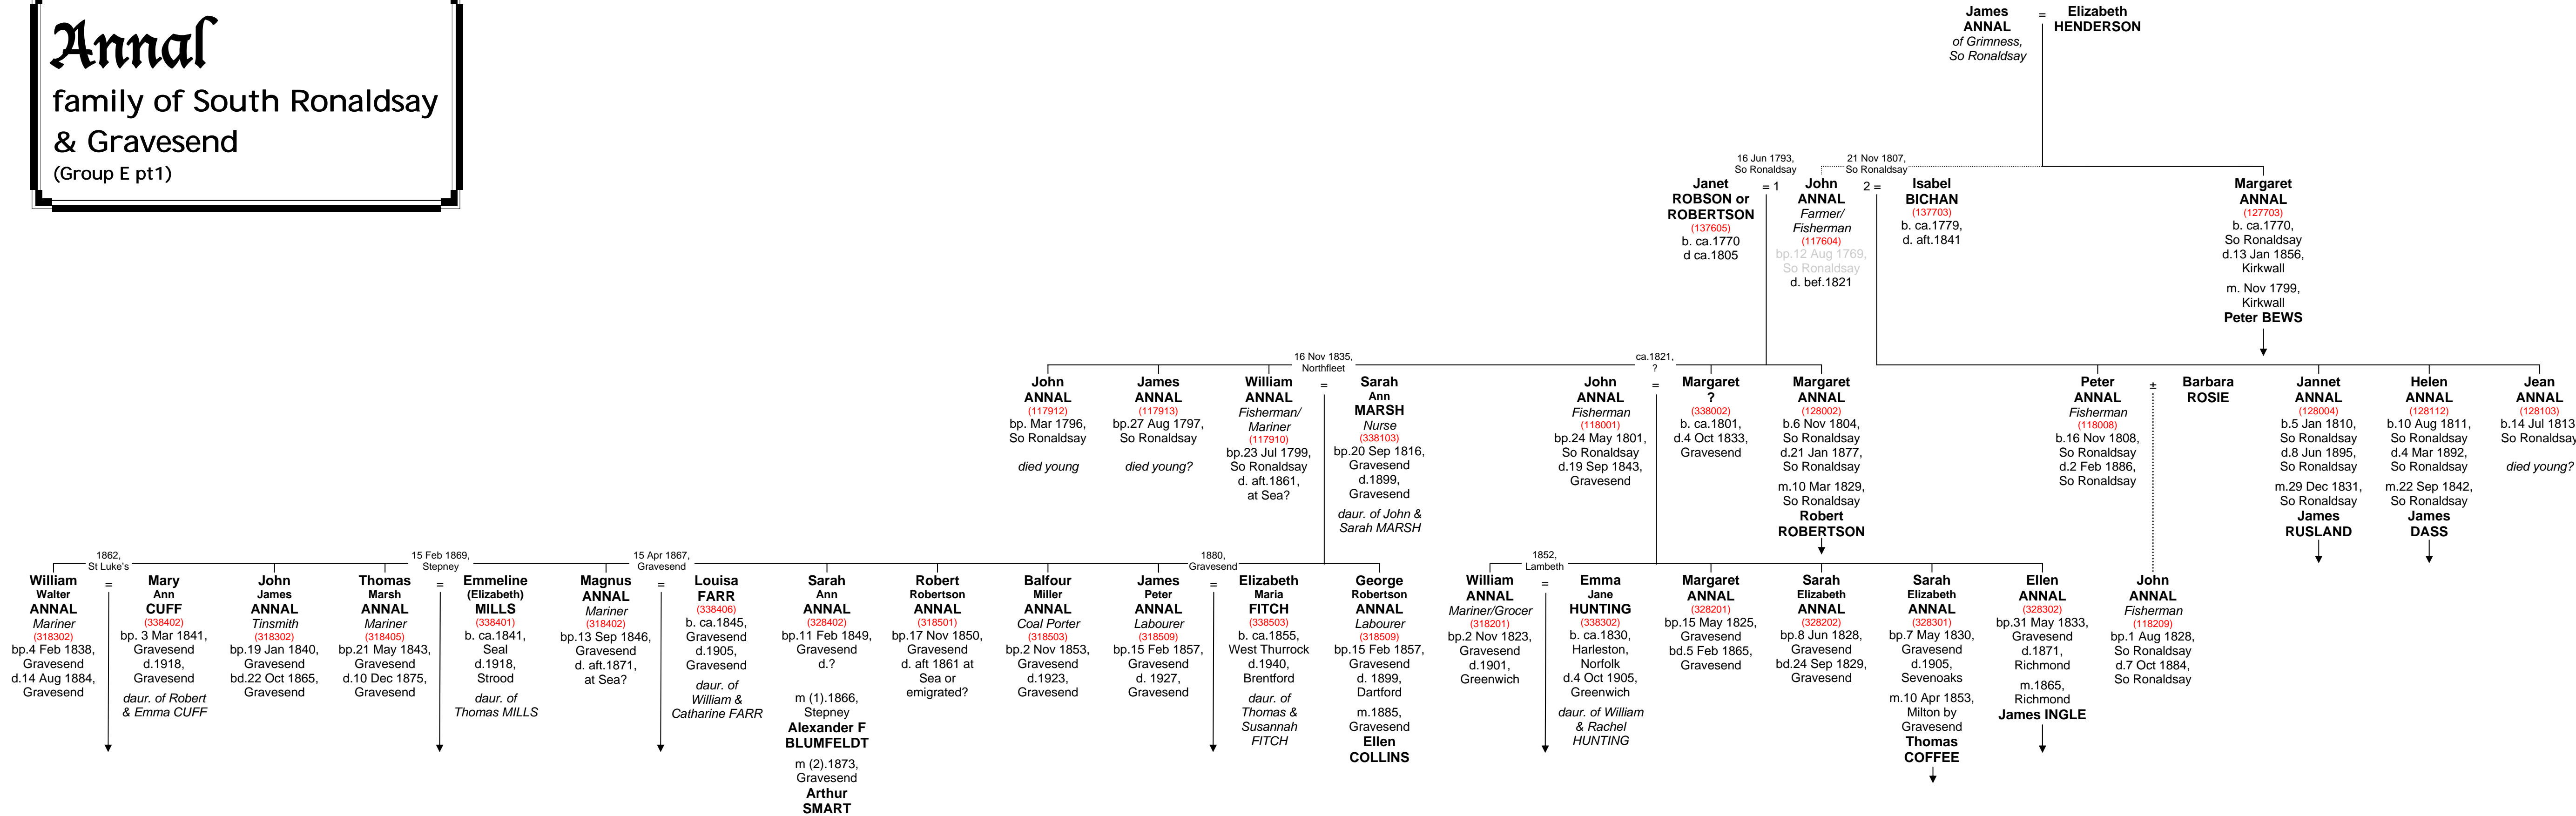 Annal
family of South Ronaldsay
& Gravesend
(Group E pt1)
James
ANNAL
of Grimness,
So Ronaldsay
=
Elizabeth
HENDERSON
16 Jun 1793,
So Ronaldsay
21 Nov 1807,
So Ronaldsay
Janet
ROBSON or
ROBERTSON
(137605)
b. ca.1770
d ca.1805
= 1
John
ANNAL
Farmer/
Fisherman
(117604)
bp.12 Aug 1769,
So Ronaldsay
d. bef.1821
2 =
Isabel
BICHAN
(137703)
b. ca.1779,
d. aft.1841
Margaret
ANNAL
(127703)
b. ca.1770,
So Ronaldsay
d.13 Jan 1856,
Kirkwall
m. Nov 1799,
Kirkwall
Peter BEWS
16 Nov 1835,
Northfleet
ca.1821,
?
John
ANNAL
(117912)
bp. Mar 1796,
So Ronaldsay
died young
James
ANNAL
(117913)
bp.27 Aug 1797,
So Ronaldsay
died young?
William
ANNAL
Fisherman/
Mariner
(117910)
bp.23 Jul 1799,
So Ronaldsay
d. aft.1861,
at Sea?
=
Sarah
Ann
MARSH
Nurse
(338103)
bp.20 Sep 1816,
Gravesend
d.1899,
Gravesend
daur. of John &
Sarah MARSH
John
ANNAL
Fisherman
(118001)
bp.24 May 1801,
So Ronaldsay
d.19 Sep 1843,
Gravesend
=
Margaret
?
(338002)
b. ca.1801,
d.4 Oct 1833,
Gravesend
Margaret
ANNAL
(128002)
b.6 Nov 1804,
So Ronaldsay
d.21 Jan 1877,
So Ronaldsay
m.10 Mar 1829,
So Ronaldsay
Robert
ROBERTSON
Peter
ANNAL
Fisherman
(118008)
b.16 Nov 1808,
So Ronaldsay
d.2 Feb 1886,
So Ronaldsay
±
Barbara
ROSIE
Jannet
ANNAL
(128004)
b.5 Jan 1810,
So Ronaldsay
d.8 Jun 1895,
So Ronaldsay
m.29 Dec 1831,
So Ronaldsay
James
RUSLAND
Helen
ANNAL
(128112)
b.10 Aug 1811,
So Ronaldsay
d.4 Mar 1892,
So Ronaldsay
m.22 Sep 1842,
So Ronaldsay
James
DASS
Jean
ANNAL
(128103)
b.14 Jul 1813
So Ronaldsay
died young?
1862,
St Luke's
15 Feb 1869,
Stepney
15 Apr 1867,
Gravesend
1880,
Gravesend
1852,
Lambeth
William
Walter
ANNAL
Mariner
(318302)
bp.4 Feb 1838,
Gravesend
d.14 Aug 1884,
Gravesend
=
Mary
Ann
CUFF
(338402)
bp. 3 Mar 1841,
Gravesend
d.1918,
Gravesend
daur. of Robert
& Emma CUFF
John
James
ANNAL
Tinsmith
(318302)
bp.19 Jan 1840,
Gravesend
bd.22 Oct 1865,
Gravesend
Thomas
Marsh
ANNAL
Mariner
(318405)
bp.21 May 1843,
Gravesend
d.10 Dec 1875,
Gravesend
=
Emmeline
(Elizabeth)
MILLS
(338401)
b. ca.1841,
Seal
d.1918,
Strood
daur. of
Thomas MILLS
Magnus
ANNAL
Mariner
(318402)
bp.13 Sep 1846,
Gravesend
d. aft.1871,
at Sea?
=
Louisa
FARR
(338406)
b. ca.1845,
Gravesend
d.1905,
Gravesend
daur. of
William &
Catharine FARR
Sarah
Ann
ANNAL
(328402)
bp.11 Feb 1849,
Gravesend
d.?
m (1).1866,
Stepney
Alexander F
BLUMFELDT
m (2).1873,
Gravesend
Arthur
SMART
Robert
Robertson
ANNAL
(318501)
bp.17 Nov 1850,
Gravesend
d. aft 1861 at
Sea or
emigrated?
Balfour
Miller
ANNAL
Coal Porter
(318503)
bp.2 Nov 1853,
Gravesend
d.1923,
Gravesend
James
Peter
ANNAL
Labourer
(318509)
bp.15 Feb 1857,
Gravesend
d. 1927,
Gravesend
=
Elizabeth
Maria
FITCH
(338503)
b. ca.1855,
West Thurrock
d.1940,
Brentford
daur. of
Thomas &
Susannah
FITCH
George
Robertson
ANNAL
Labourer
(318509)
bp.15 Feb 1857,
Gravesend
d. 1899,
Dartford
m.1885,
Gravesend
Ellen
COLLINS
William
ANNAL
Mariner/Grocer
(318201)
bp.2 Nov 1823,
Gravesend
d.1901,
Greenwich
=
Emma
Jane
HUNTING
(338302)
b. ca.1830,
Harleston,
Norfolk
d.4 Oct 1905,
Greenwich
daur. of William
& Rachel
HUNTING
Margaret
ANNAL
(328201)
bp.15 May 1825,
Gravesend
bd.5 Feb 1865,
Gravesend
Sarah
Elizabeth
ANNAL
(328202)
bp.8 Jun 1828,
Gravesend
bd.24 Sep 1829,
Gravesend
Sarah
Elizabeth
ANNAL
(328301)
bp.7 May 1830,
Gravesend
d.1905,
Sevenoaks
m.10 Apr 1853,
Milton by
Gravesend
Thomas
COFFEE
Ellen
ANNAL
(328302)
bp.31 May 1833,
Gravesend
d.1871,
Richmond
m.1865,
Richmond
James INGLE
John
ANNAL
Fisherman
(118209)
bp.1 Aug 1828,
So Ronaldsay
d.7 Oct 1884,
So Ronaldsay